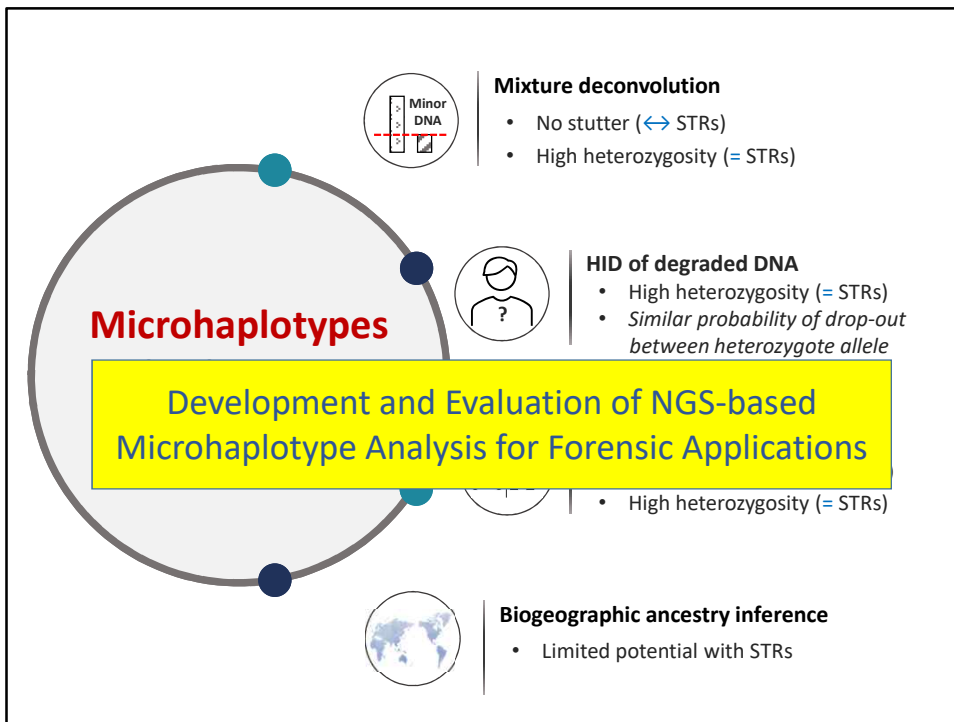 Minor
DNA
Mixture deconvolution
• No stutter (↔ STRs)
• High heterozygosity (= STRs)
HID of degraded DNA
• High heterozygosity (= STRs)
• Similar probability of drop-out
between heterozygote allele
?
Microhaplotypes
Development and Evaluation of NGS-based
Microhaplotype Analysis for Forensic Applications
• High heterozygosity (= STRs)
Biogeographic ancestry inference
• Limited potential with STRs